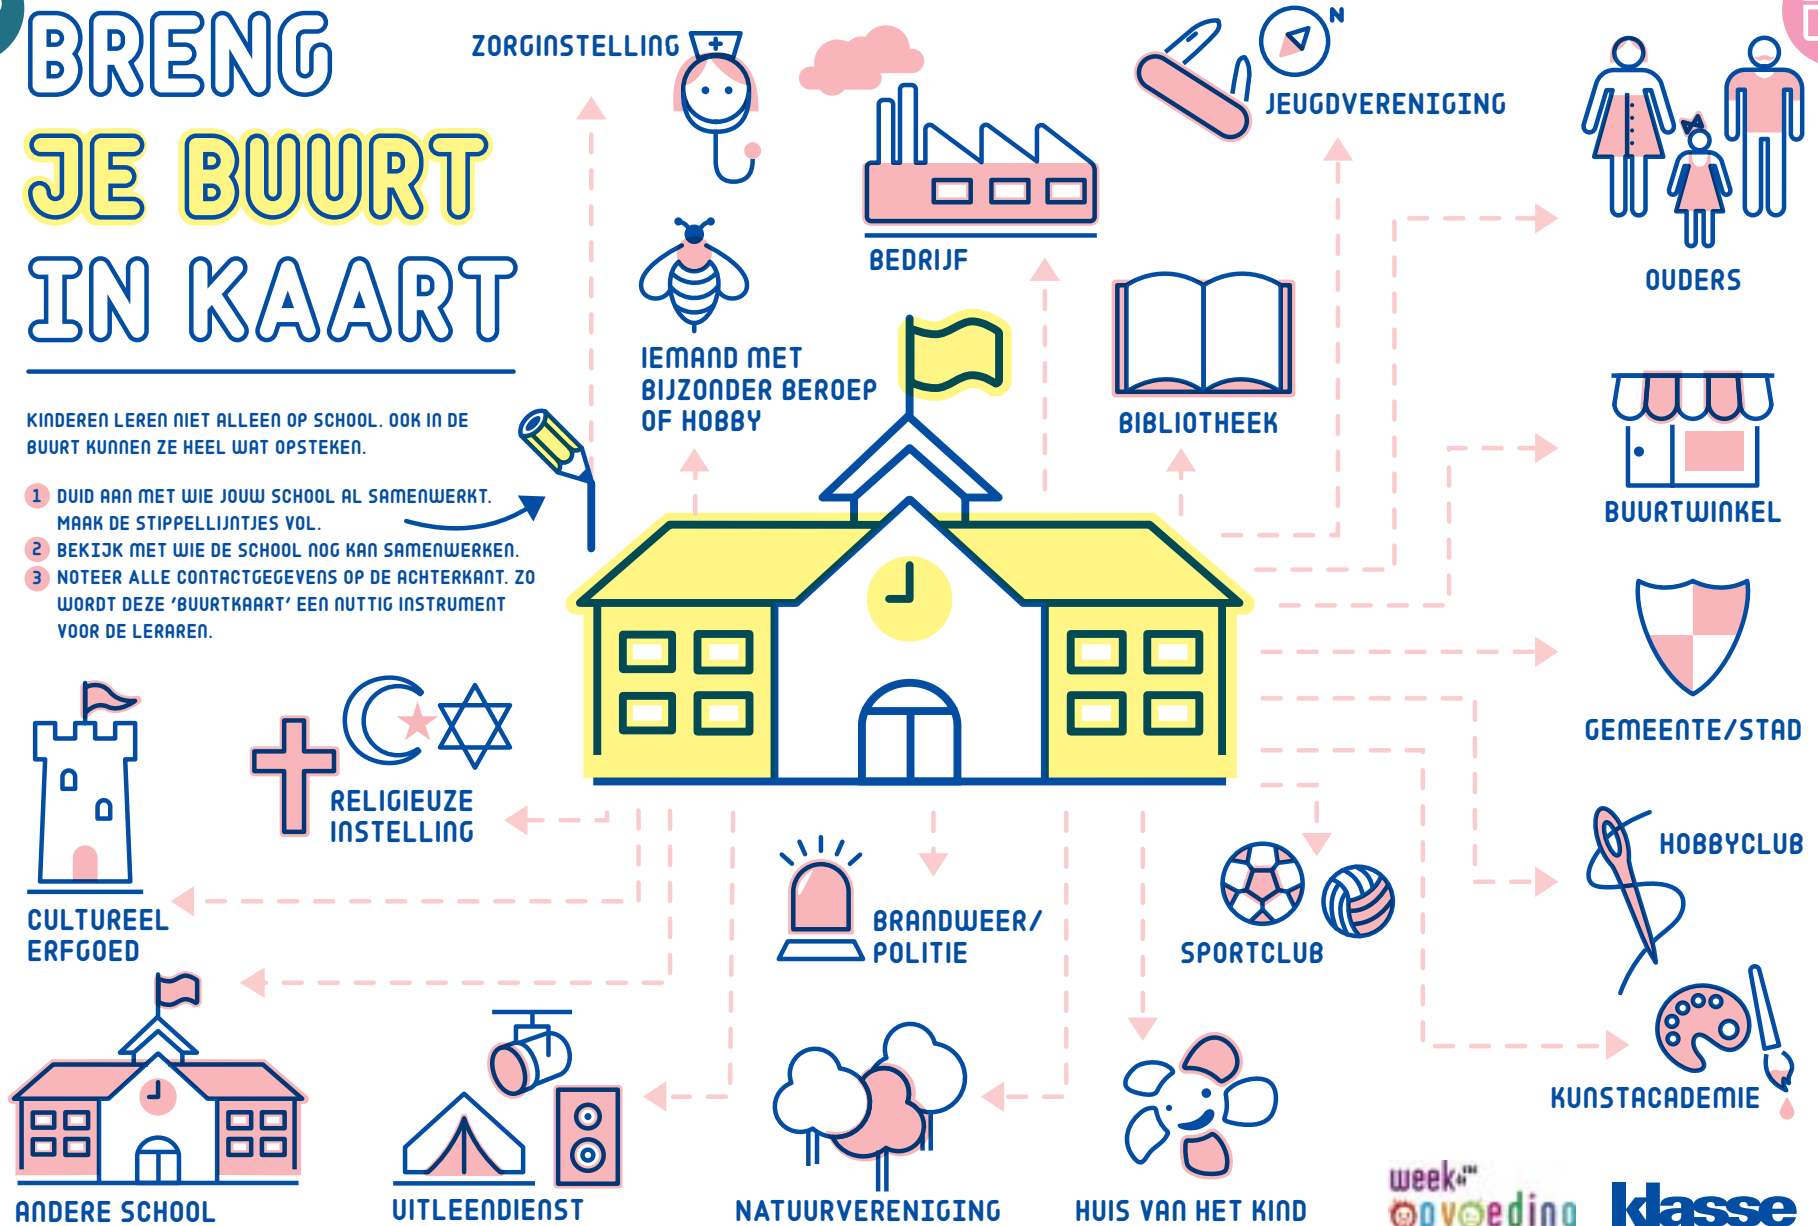 BRENG
JE BUURT
IN KAART
KINDEREN LEREN NIET ALLEEN OP SCHOOL. OOK IN DE
BUURT KUNNEN ZE HEEL WAT OPSTEKEN.
1 DUID AAN MET WIE JOUW SCHOOL AL SAMENWERKT.
MAAK DE STIPPELLIJNTJES VOL.
2 BEKIJK MET WIE DE SCHOOL NOG KAN SAMENWERKEN.
3 NOTEER ALLE CONTACTGEGEVENS OP DE ACHTERKANT. ZO
WORDT DEZE ‘BUURTKAART’ EEN NUTTIG INSTRUMENT
VOOR DE LERAREN.
ZORGINSTELLING
BEDRIJF
N
JEUGDVERENIGING
OUDERS
IEMAND MET
BIJZONDER BEROEP
OF HOBBY
BIBLIOTHEEK
BUURTWINKEL
GEMEENTE/STAD
RELIGIEUZE
INSTELLING
CULTUREEL
ERFGOED
BRANDWEER/
POLITIE
SPORTCLUB
HOBBYCLUB
KUNSTACADEMIE
ANDERE SCHOOL
UITLEENDIENST
NATUURVERENIGING
HUIS VAN HET KIND
week
opvoeding
klasse